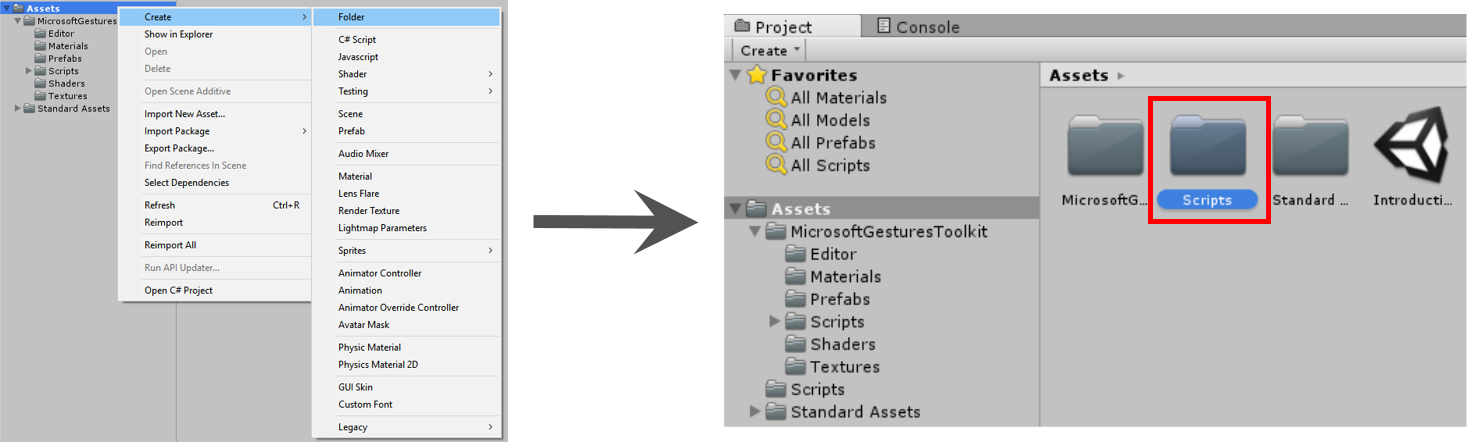 Assets
MicrosoftGestures
Editor
Materials
Prefabs
Scripts
Shaders
Textures
Standard Assets
Create
Show in Explorer
Open
Delete
Open Scene Additive
Import New Asset...
Import Package
Export Package...
Find References In Scene
Select Dependencies
Refresh Ctrl+R
Reimport
Reimport All
Run API Updater...
Open C# Project
Folder
C# Script
Javascript
Shader
Testing
Scene
Prefab
Audio Mixer
Material
Lens Flare
Render Texture
Lightmap Parameters
Sprites
Animator Controller
Animation
Animator Override Controller
Avatar Mask
Physic Material
Physics Material 2D
GUI Skin
Custom Font
Legacy
Project Console
Create
Favorites
All Materials
All Models
All Prefabs
All Scripts
Assets
MicrosoftGesturesToolkit
Editor
Materials
Prefabs
Scripts
Shaders
Textures
Scripts
Standard Assets
Assets
MicrosoftG... Scripts Standard ... Introducti...